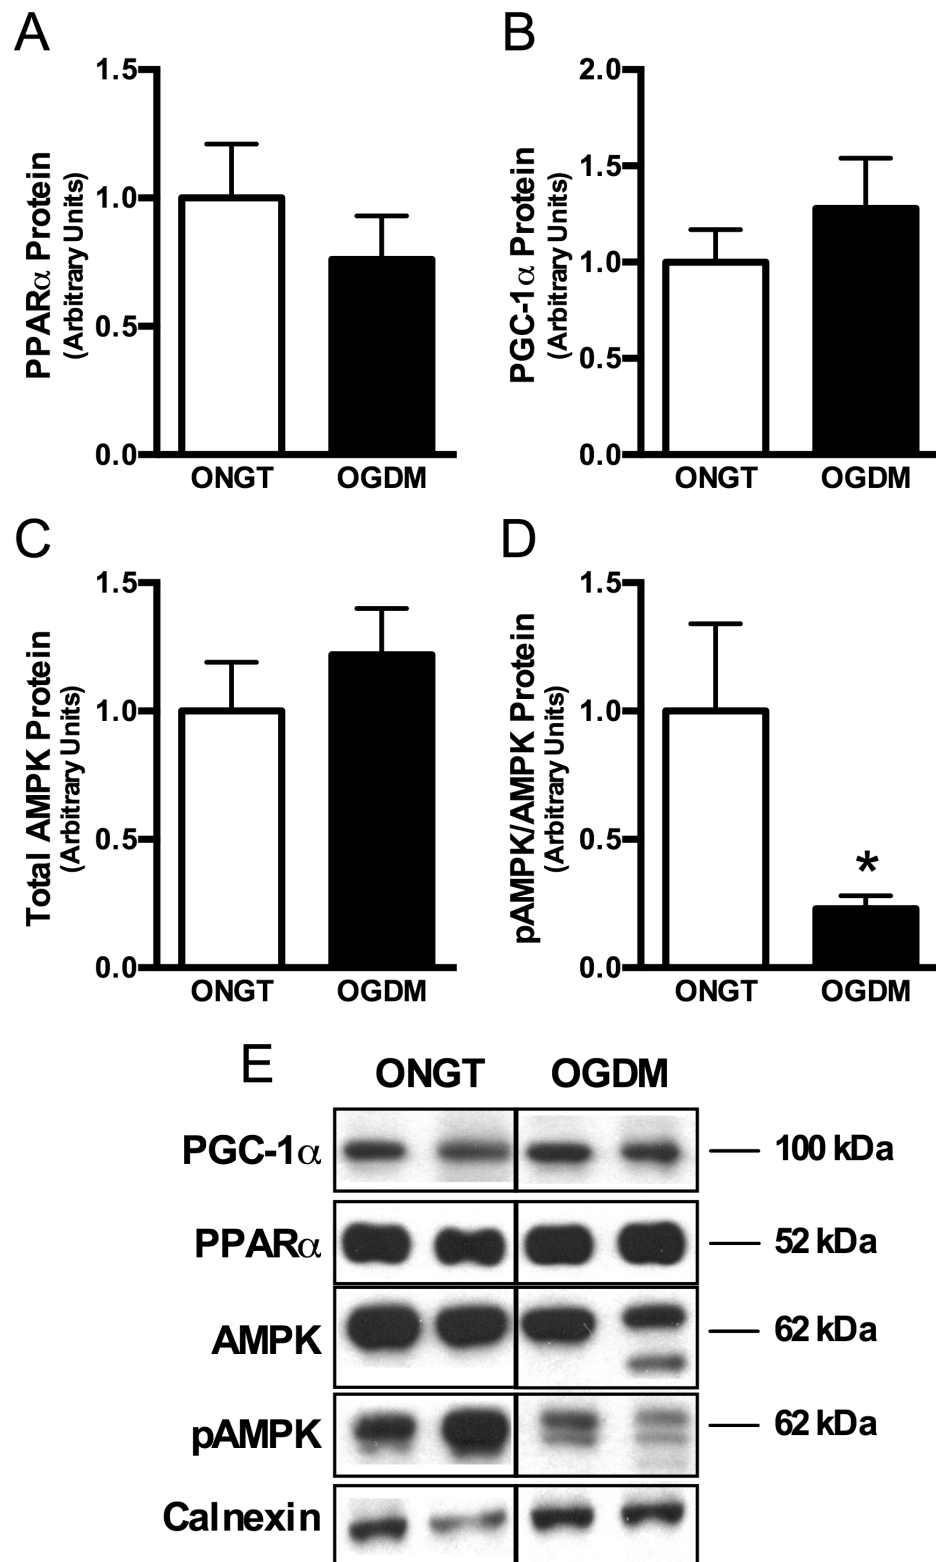 A
PPARα Protein
(Arbitrary Units)
1.5
1.0
0.5
0.0
ONGT OGDM
B
PGC-1α Protein
(Arbitrary Units)
2.0
1.5
1.0
0.5
0.0
ONGT OGDM
C
Total AMPK Protein
(Arbitrary Units)
1.5
1.0
0.5
0.0
ONGT OGDM
D
pAMPK/AMPK Protein
(Arbitrary Units)
1.5
1.0
0.5
0.0
*
ONGT OGDM
E
ONGT OGDM
PGC-1α 100 kDa
PPARα 52 kDa
AMPK 62 kDa
pAMPK 62 kDa
Calnexin